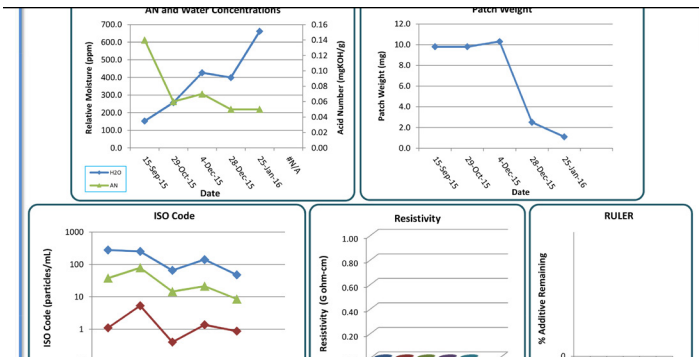 AN and Water Concentrations
Relative Moisture (ppm)
700.0
600.0
500.0
400.0
300.0
200.0
100.0
0.0
0.16
0.14
0.12
0.10
0.08
0.06
0.04
0.02
0.00
Acid Number (mgKOH/g)
15-Sep-15
29-Oct-15
4-Dec-15
28-Dec-15
25-Jan-16
#N/A
Date
H2O
AN
Patch Weight
Patch Weight (mg)
12.0
10.0
8.0
6.0
4.0
2.0
0.0
15-Sep-15
29-Oct-15
4-Dec-15
28-Dec-15
25-Jan-16
Date
ISO Code
ISO Code (particles/mL)
1000
100
10
1
Resistivity
Resistivity (G ohm-cm)
1.00
0.80
0.60
0.40
0.20
RULER
% Additive Remaining
0